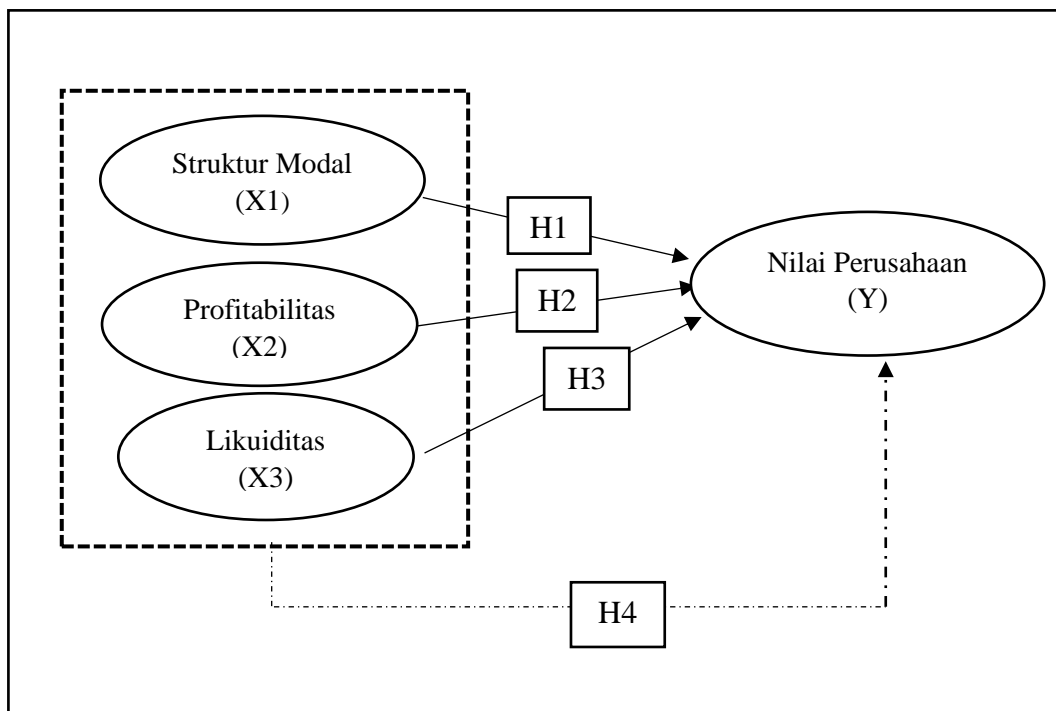 Struktur Modal
(X1)
H1
Profitabilitas
(X2)
H2
Nilai Perusahaan
(Y)
H3
Likuiditas
(X3)
H4